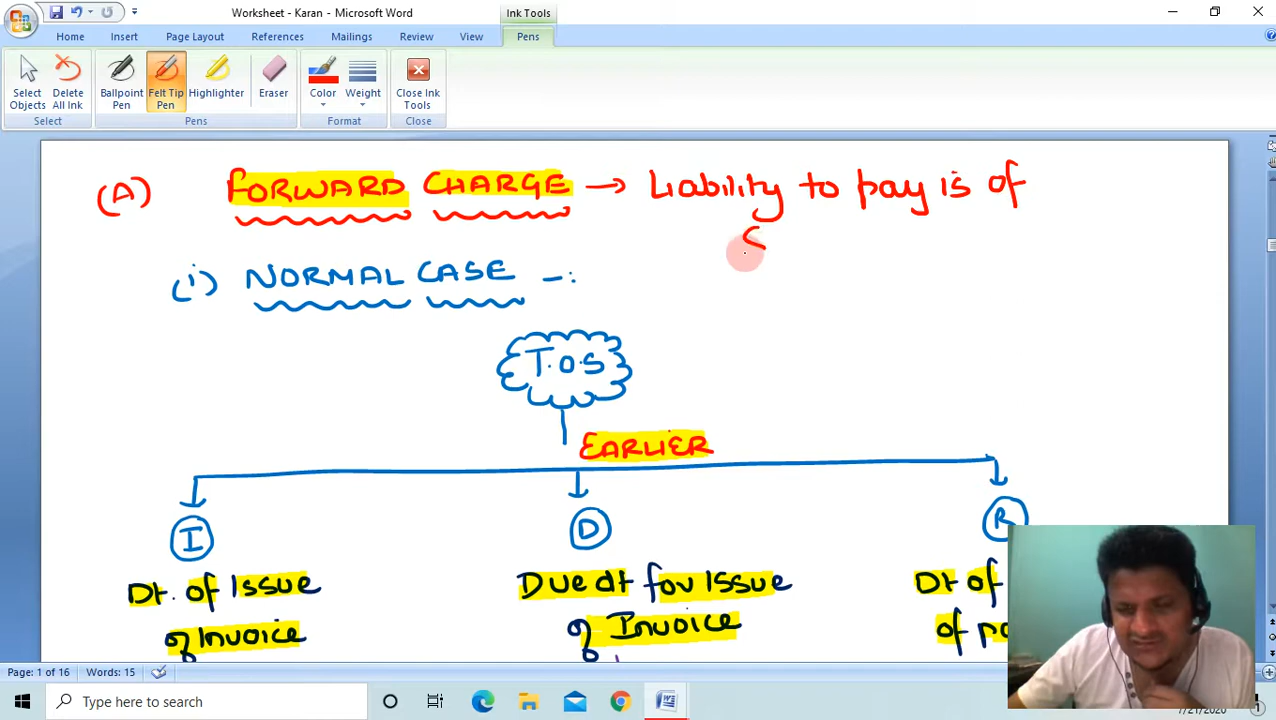 Worksheet - Karan - Microsoft Word
Ink Tools
Home Insert Page Layout References Mailings Review View Pens
Select Objects
Delete All Ink
Ballpoint Pen
Felt Tip Pen
Highlighter
Eraser
Color
Weight
Close Ink Tools
Select Pens Format Close
(A) FORWARD CHARGE → Liability to pay is of
S
(i) NORMAL CASE -:
T.O.S
EARLIER
I D R
Dt. of Issue Due dt for Issue Dt of
of Invoice of Invoice of
Page: 1 of 16 Words: 15
Type here to search
7/21/2020